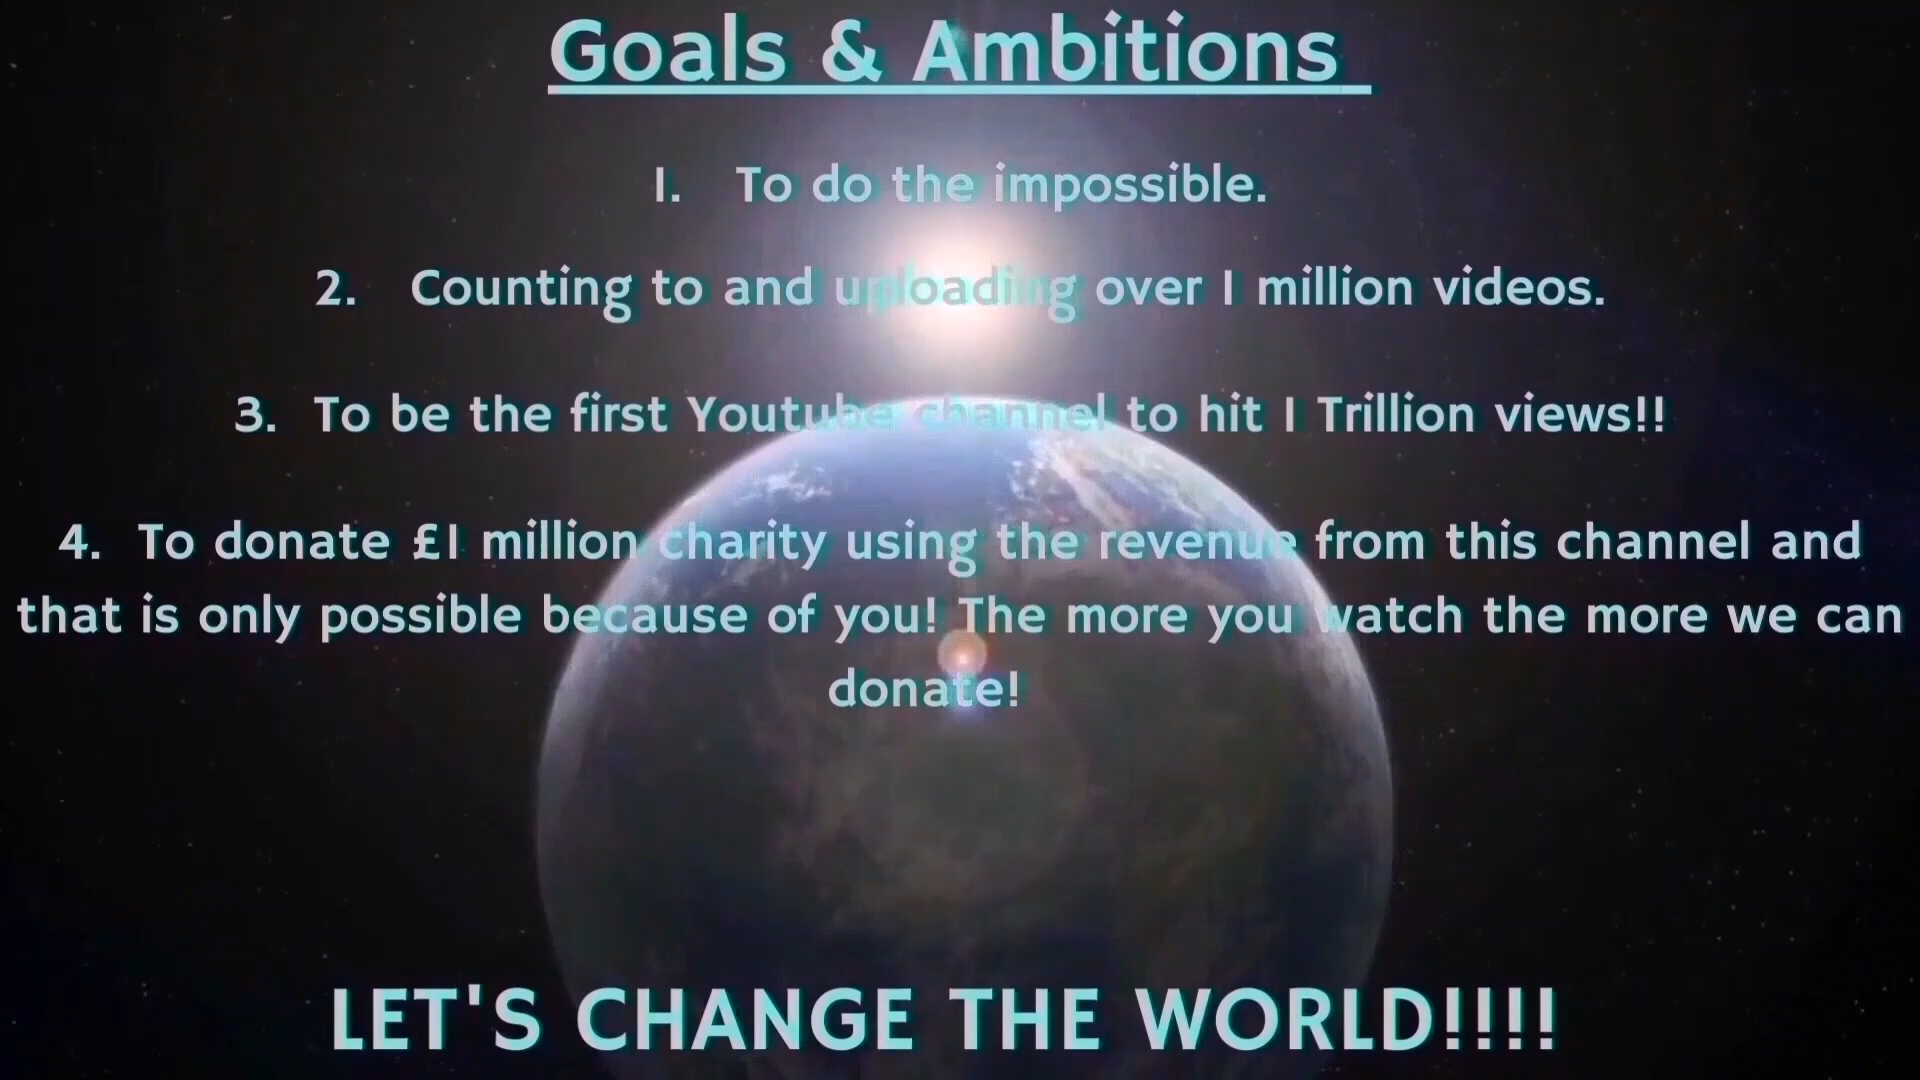 Goals & Ambitions
1. To do the impossible.
2. Counting to and uploading over 1 million videos.
3. To be the first Youtube channel to hit 1 Trillion views!!
4. To donate £1 million charity using the revenue from this channel and
that is only possible because of you! The more you watch the more we can
donate!
LET'S CHANGE THE WORLD!!!!